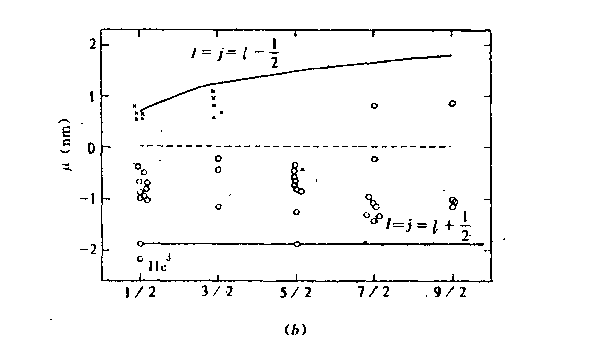 2
I = j = l − 1/2
1
μ (nm)
0
−1
I = j = l + 1/2
−2
He³
1/2 3/2 5/2 7/2 9/2
(b)